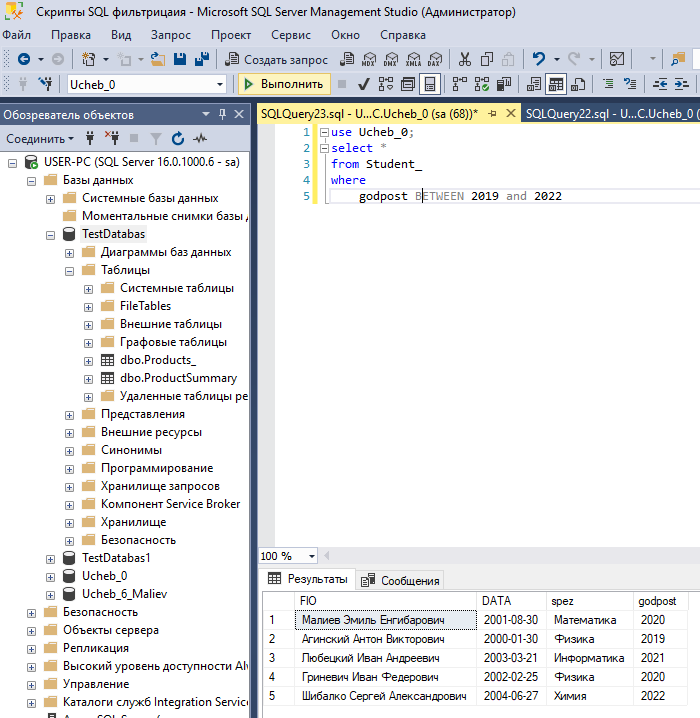 Скрипты SQL фильтрицаия - Microsoft SQL Server Management Studio (Администратор)
Файл Правка Вид Запрос Проект Сервис Окно Справка
Создать запрос MDX DMX XMLA DAX
Ucheb_0 Выполнить
Обозреватель объектов
Соединить
USER-PC (SQL Server 16.0.1000.6 - sa)
Базы данных
Системные базы данных
Моментальные снимки базы
TestDatabas
Диаграммы баз данных
Таблицы
Системные таблицы
FileTables
Внешние таблицы
Графовые таблицы
dbo.Products_
dbo.ProductSummary
Удаленные таблицы ре
Представления
Внешние ресурсы
Синонимы
Программирование
Хранилище запросов
Компонент Service Broker
Хранилище
Безопасность
TestDatabas1
Ucheb_0
Ucheb_6_Maliev
Безопасность
Объекты сервера
Репликация
Высокий уровень доступности Al
Управление
Каталоги служб Integration Service
SQLQuery23.sql - U...C.Ucheb_0 (sa (68))* SQLQuery22.sql - U...C.Ucheb_0 (
1 use Ucheb_0;
2 select *
3 from Student_
4 where
5 godpost BETWEEN 2019 and 2022
100 %
Результаты Сообщения
FIO DATA spez godpost
1 Малиев Эмиль Енгибарович 2001-08-30 Математика 2020
2 Агинский Антон Викторович 2000-01-30 Физика 2019
3 Любецкий Иван Андреевич 2003-03-21 Информатика 2021
4 Гриневич Иван Федерович 2002-02-25 Физика 2020
5 Шибалко Сергей Александрович 2004-06-27 Химия 2022